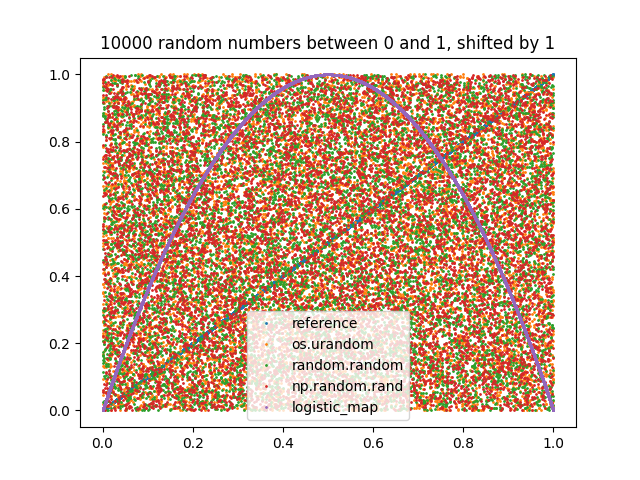 10000 random numbers between 0 and 1, shifted by 1
1.0
0.8
0.6
0.4
0.2
0.0
reference
os.urandom
random.random
np.random.rand
logistic_map
0.0 0.2 0.4 0.6 0.8 1.0